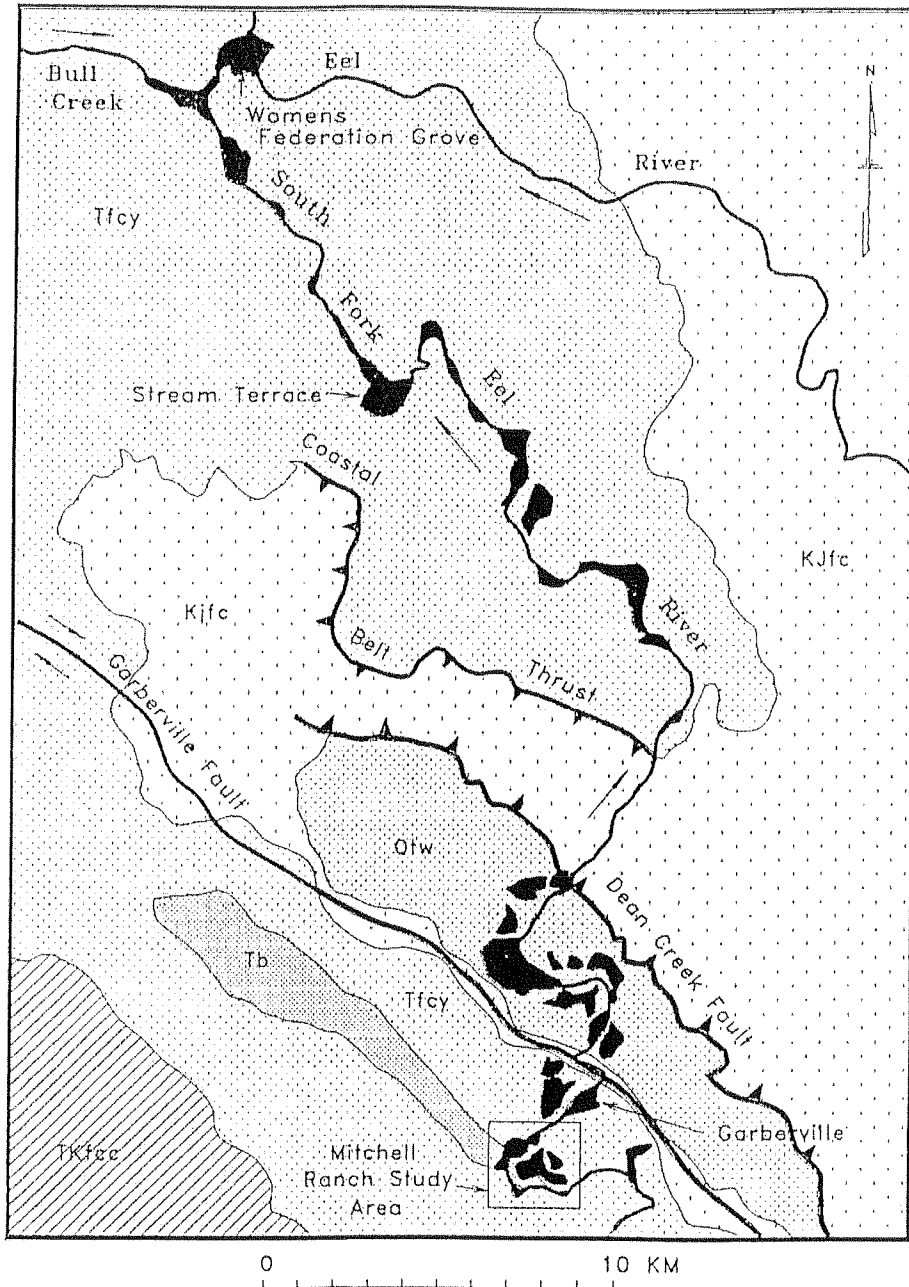 Bull
Creek
Eel
N
Womens
Federation Grove
River
South
Tfcy
Fork
Stream Terrace
Eel
Coastal
KJfc
Kjfc
River
Belt
Thrust
Garberville Fault
QTw
Dean Creek Fault
Tb
Tfcy
Garberville
Mitchell
Ranch Study
Area
TKfcc
0 10 KM